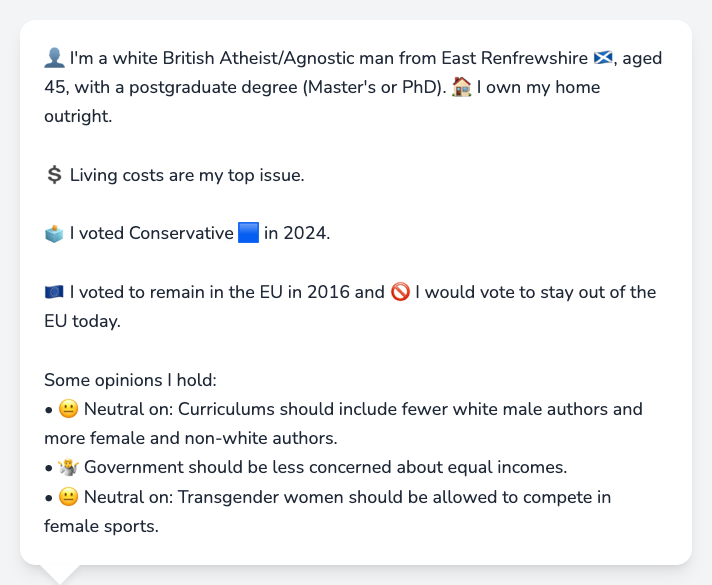 👤 I'm a white British Atheist/Agnostic man from East Renfrewshire 🏴󠁧󠁢󠁳󠁣󠁴󠁿, aged
45, with a postgraduate degree (Master's or PhD). 🏠 I own my home
outright.
💲 Living costs are my top issue.
🗳️ I voted Conservative 🟦 in 2024.
🇪🇺 I voted to remain in the EU in 2016 and 🚫 I would vote to stay out of the
EU today.
Some opinions I hold:
• 😐 Neutral on: Curriculums should include fewer white male authors and
more female and non-white authors.
• 🤷 Government should be less concerned about equal incomes.
• 😐 Neutral on: Transgender women should be allowed to compete in
female sports.